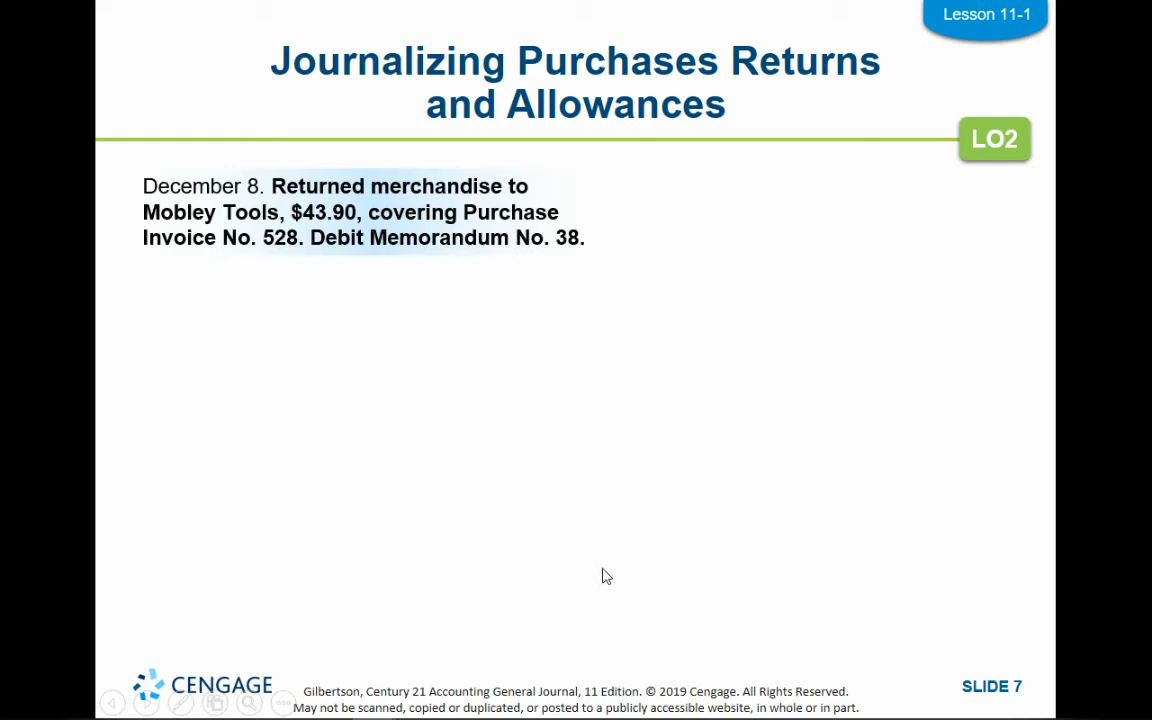 Lesson 11-1
Journalizing Purchases Returns
and Allowances
LO2
December 8. Returned merchandise to
Mobley Tools, $43.90, covering Purchase
Invoice No. 528. Debit Memorandum No. 38.
CENGAGE
Gilbertson, Century 21 Accounting General Journal, 11 Edition. © 2019 Cengage. All Rights Reserved.
May not be scanned, copied or duplicated, or posted to a publicly accessible website, in whole or in part.
SLIDE 7